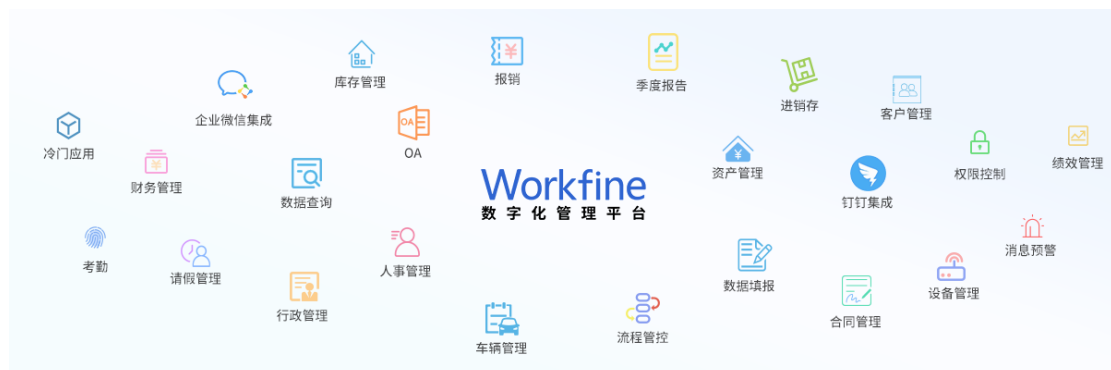 库存管理
报销
季度报告
进销存
客户管理
企业微信集成
冷门应用
OA
OA
绩效管理
权限控制
资产管理
财务管理
数据查询
钉钉集成
Workfine
数字化管理平台
考勤
请假管理
人事管理
消息预警
数据填报
设备管理
行政管理
合同管理
流程管控
车辆管理